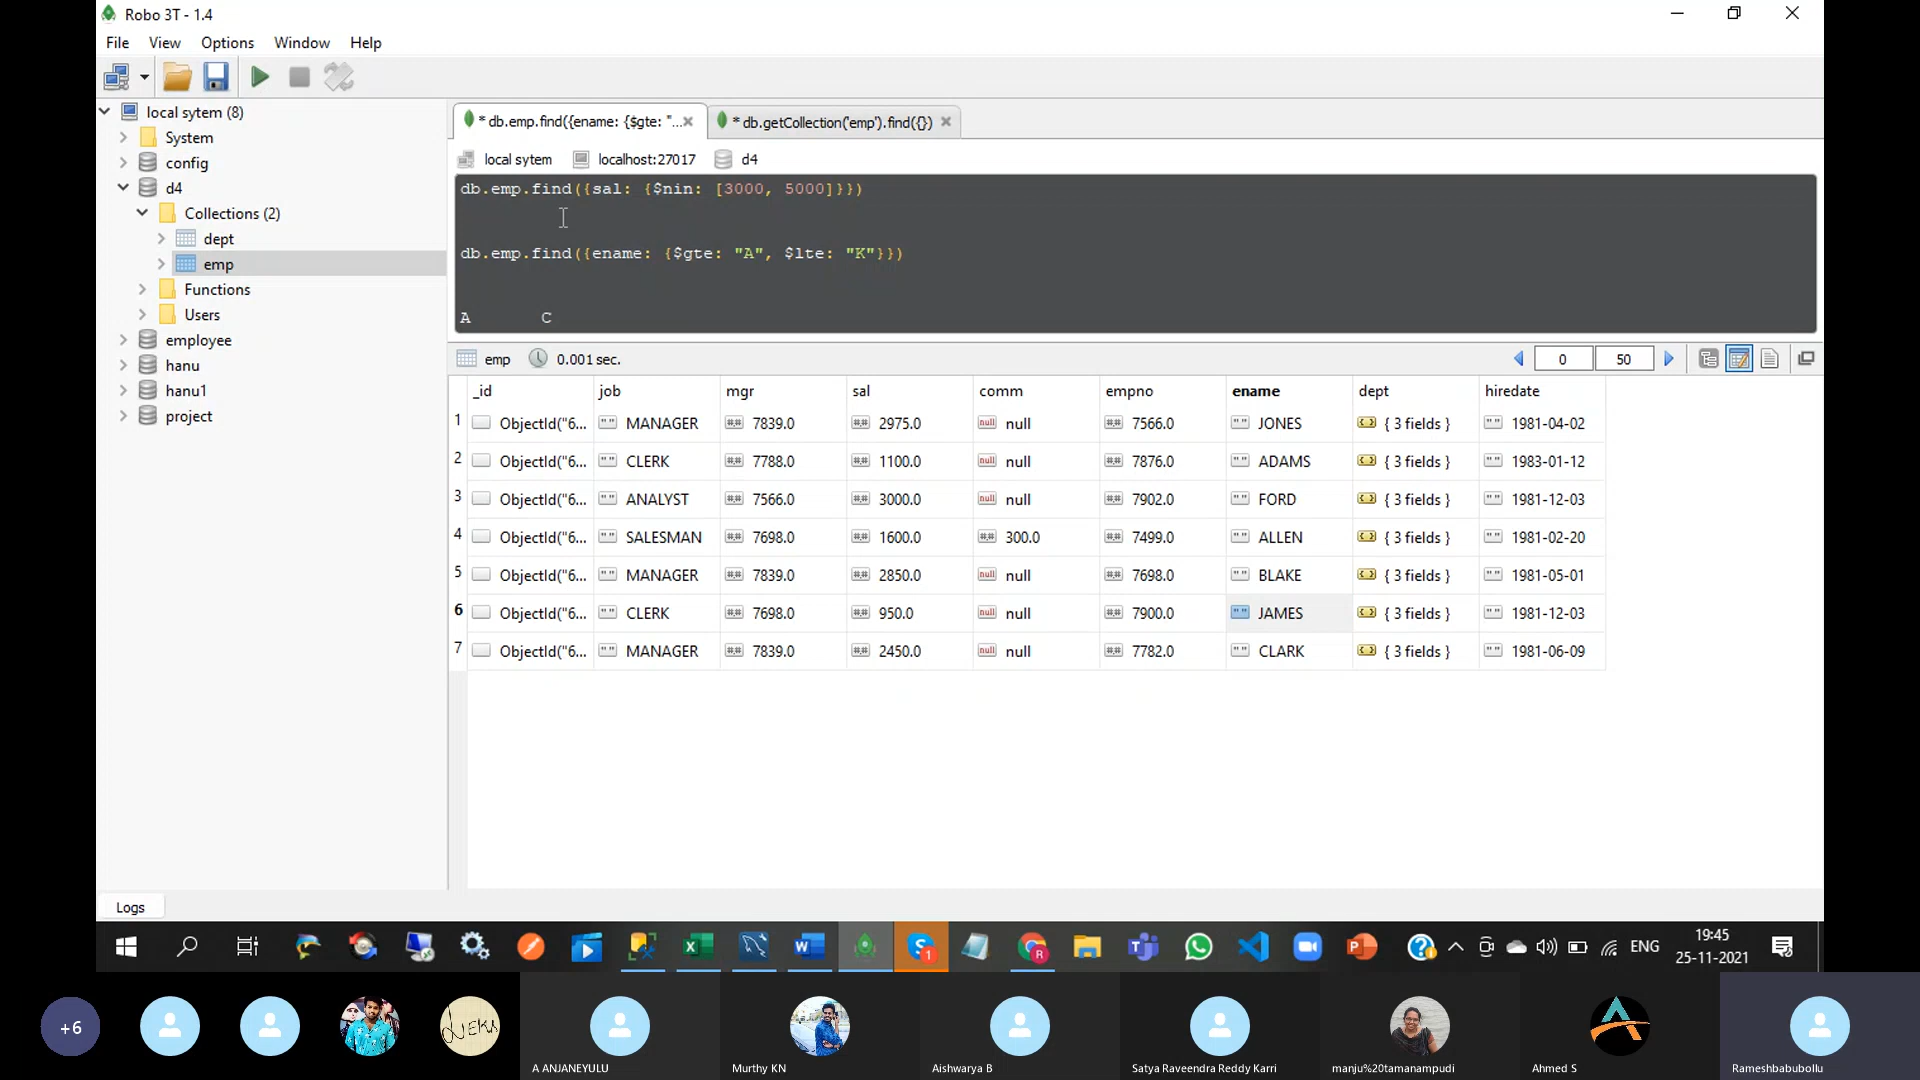 Robo 3T - 1.4
File View Options Window Help
local sytem (8)
System
config
d4
Collections (2)
dept
emp
Functions
Users
employee
hanu
hanu1
project
* db.emp.find({ename: {$gte: "...
* db.getCollection('emp').find({})
local sytem localhost:27017 d4
db.emp.find({sal: {$nin: [3000, 5000]}})
db.emp.find({ename: {$gte: "A", $lte: "K"}})
A C
emp 0.001 sec. 0 50
_id job mgr sal comm empno ename dept hiredate
1 ObjectId("6... MANAGER 7839.0 2975.0 null 7566.0 JONES { 3 fields } 1981-04-02
2 ObjectId("6... CLERK 7788.0 1100.0 null 7876.0 ADAMS { 3 fields } 1983-01-12
3 ObjectId("6... ANALYST 7566.0 3000.0 null 7902.0 FORD { 3 fields } 1981-12-03
4 ObjectId("6... SALESMAN 7698.0 1600.0 300.0 7499.0 ALLEN { 3 fields } 1981-02-20
5 ObjectId("6... MANAGER 7839.0 2850.0 null 7698.0 BLAKE { 3 fields } 1981-05-01
6 ObjectId("6... CLERK 7698.0 950.0 null 7900.0 JAMES { 3 fields } 1981-12-03
7 ObjectId("6... MANAGER 7839.0 2450.0 null 7782.0 CLARK { 3 fields } 1981-06-09
Logs
ENG
19:45
25-11-2021
+6
A ANJANEYULU
Murthy KN
Aishwarya B
Satya Raveendra Reddy Karri
manju%20tamanampudi
Ahmed S
Rameshbabubollu